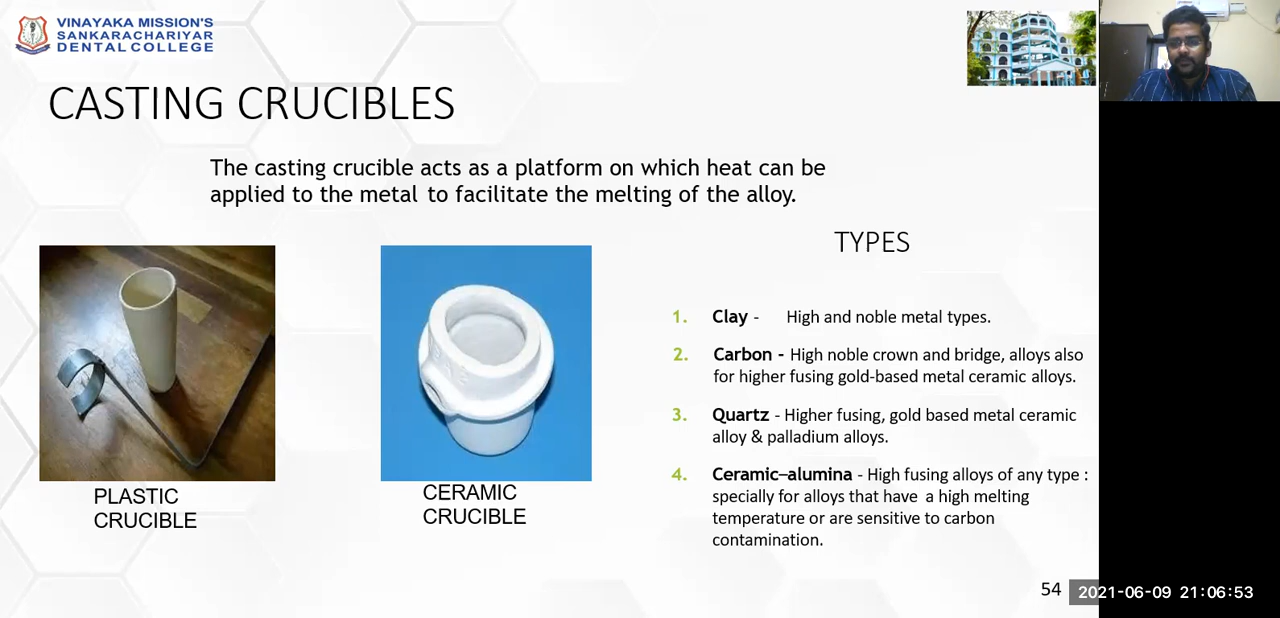 VINAYAKA MISSION'S
SANKARACHARIYAR
DENTAL COLLEGE
CASTING CRUCIBLES
The casting crucible acts as a platform on which heat can be
applied to the metal to facilitate the melting of the alloy.
TYPES
1. Clay - High and noble metal types.
2. Carbon - High noble crown and bridge, alloys also
for higher fusing gold-based metal ceramic alloys.
3. Quartz - Higher fusing, gold based metal ceramic
alloy & palladium alloys.
4. Ceramic–alumina - High fusing alloys of any type :
specially for alloys that have a high melting
temperature or are sensitive to carbon
contamination.
PLASTIC
CRUCIBLE
CERAMIC
CRUCIBLE
54
2021-06-09 21:06:53